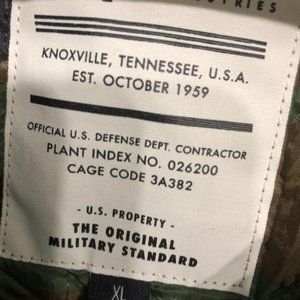 KNOXVILLE, TENNESSEE, U.S.A.
EST. OCTOBER 1959
OFFICIAL U.S. DEFENSE DEPT. CONTRACTOR
PLANT INDEX NO. 026200
CAGE CODE 3A382
- U.S. PROPERTY -
THE ORIGINAL
MILITARY STANDARD
XL